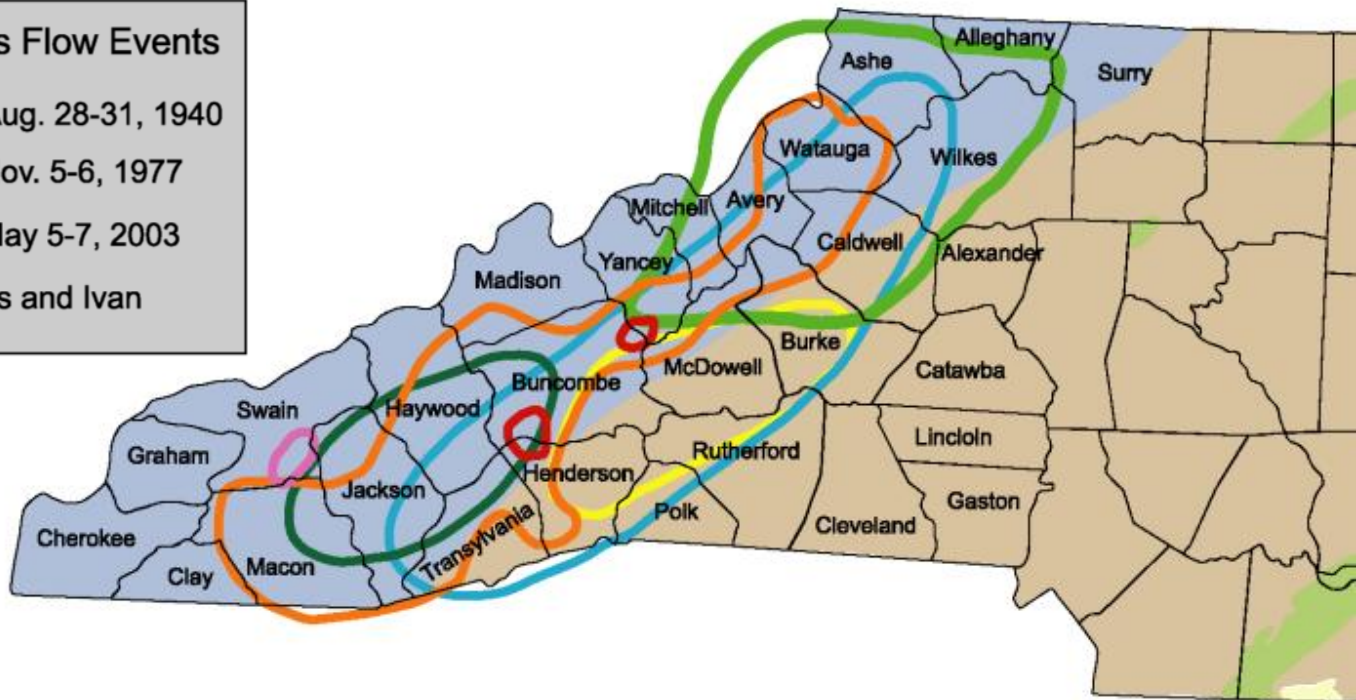 s Flow Events
ug. 28-31, 1940
ov. 5-6, 1977
ay 5-7, 2003
s and Ivan
Alleghany
Ashe
Surry
Watauga
Wilkes
Mitchell
Avery
Caldwell
Alexander
Yancey
Madison
Burke
McDowell
Catawba
Buncombe
Haywood
Swain
Lincioln
Rutherford
Graham
Henderson
Jackson
Gaston
Polk
Cleveland
Transylvania
Cherokee
Macon
Clay